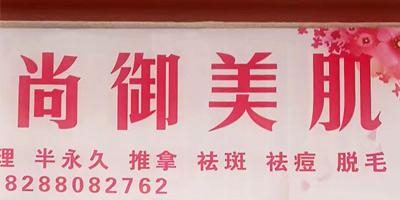 尚御美肌
理 半永久 推拿 祛斑 祛痘 脱毛
8288082762